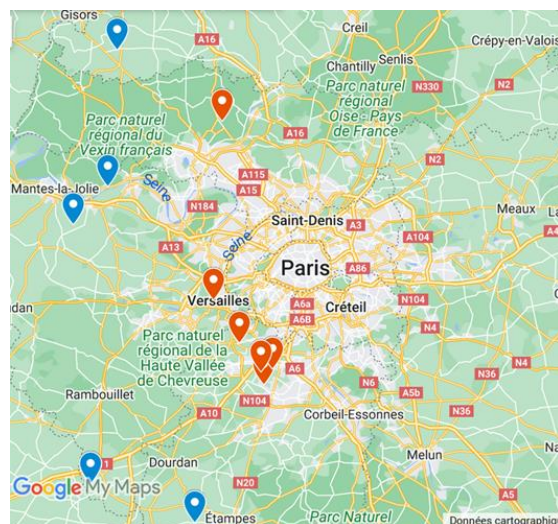 Gisors
A16
Creil
Crépy-en-Valois
Senlis
Chantilly
N330
N2
Parc naturel
régional
Oise - Pays
de France
Parc naturel
régional du
Vexin français
A16
N2
A115
A15
Mantes-la-Jolie
Seine
N184
Seine
Saint-Denis
A3
Meaux
A104
A13
Paris
A86
Versailles
A6a
A6B
Créteil
N104
N4
N4
Parc naturel
régional de la
Haute Vallée
de Chevreuse
A6
N6
A5b
N36
Rambouillet
A10
N104
Corbeil-Essonnes
N36
Melun
Dourdan
N20
A5
Google My Maps
Étampes
Parc Naturel
Données cartographi